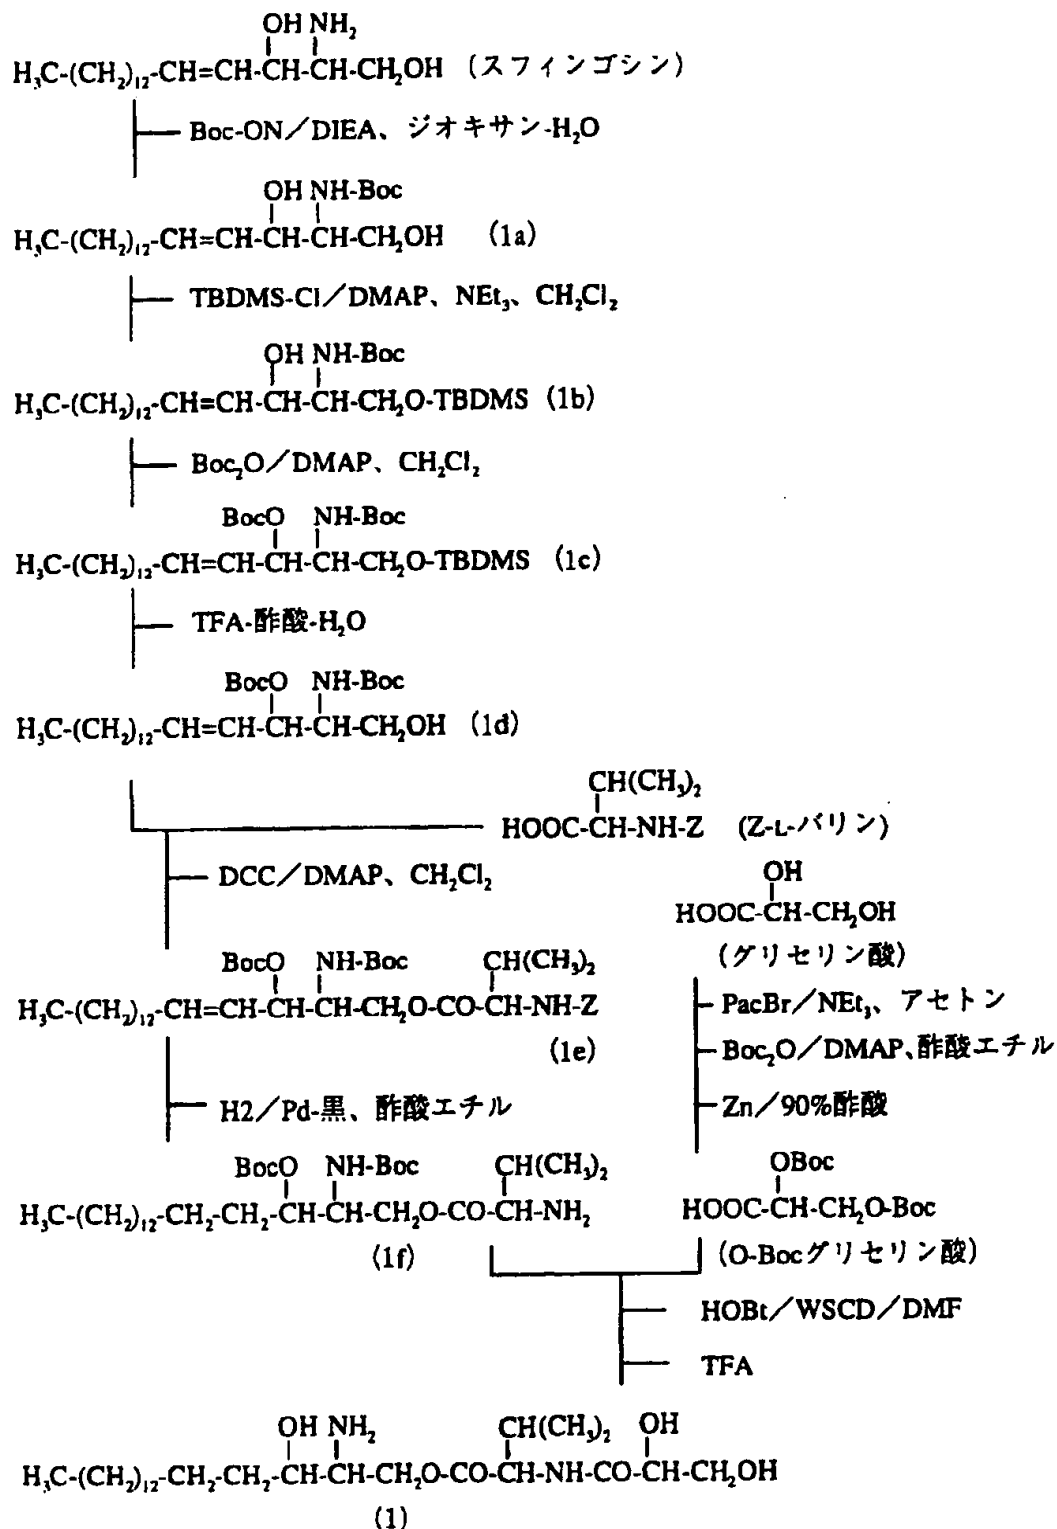 OH NH₂
H₃C-(CH₂)₁₂-CH=CH-CH-CH-CH₂OH (スフィンゴシン)
Boc-ON／DIEA、ジオキサン-H₂O
OH NH-Boc
H₃C-(CH₂)₁₂-CH=CH-CH-CH-CH₂OH (1a)
TBDMS-Cl／DMAP、NEt₃、CH₂Cl₂
OH NH-Boc
H₃C-(CH₂)₁₂-CH=CH-CH-CH-CH₂O-TBDMS (1b)
Boc₂O／DMAP、CH₂Cl₂
BocO NH-Boc
H₃C-(CH₂)₁₂-CH=CH-CH-CH-CH₂O-TBDMS (1c)
TFA-酢酸-H₂O
BocO NH-Boc
H₃C-(CH₂)₁₂-CH=CH-CH-CH-CH₂OH (1d)
CH(CH₃)₂
HOOC-CH-NH-Z (Z-L-バリン)
DCC／DMAP、CH₂Cl₂
OH
HOOC-CH-CH₂OH
(グリセリン酸)
BocO NH-Boc CH(CH₃)₂
H₃C-(CH₂)₁₂-CH=CH-CH-CH-CH₂O-CO-CH-NH-Z
(1e)
PacBr／NEt₃、アセトン
Boc₂O／DMAP、酢酸エチル
H2／Pd-黒、酢酸エチル
Zn／90%酢酸
BocO NH-Boc CH(CH₃)₂
H₃C-(CH₂)₁₂-CH₂-CH₂-CH-CH-CH₂O-CO-CH-NH₂
(1f)
OBoc
HOOC-CH-CH₂O-Boc
(O-Bocグリセリン酸)
HOBt／WSCD／DMF
TFA
OH NH₂ CH(CH₃)₂ OH
H₃C-(CH₂)₁₂-CH₂-CH₂-CH-CH-CH₂O-CO-CH-NH-CO-CH-CH₂OH
(1)